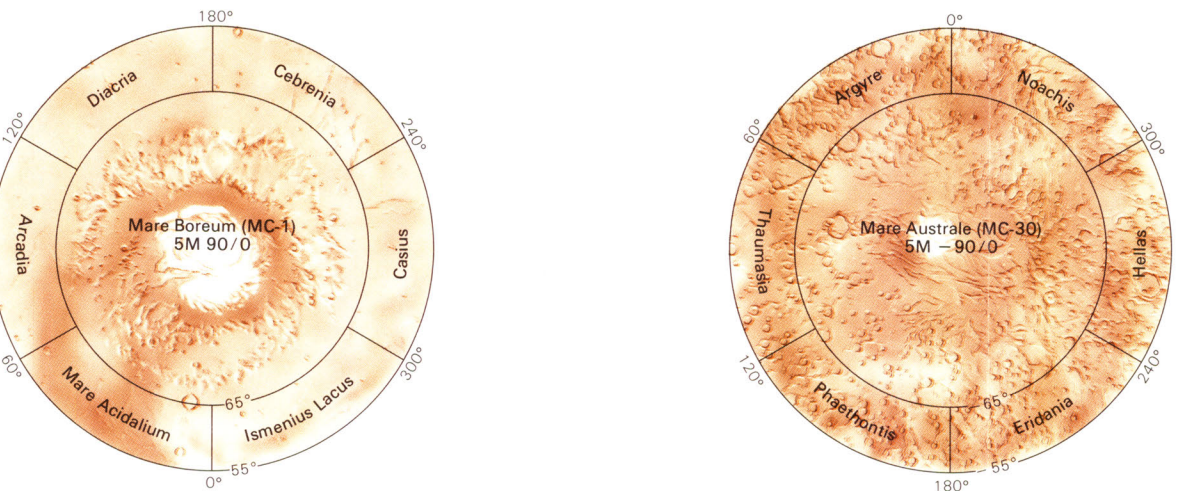 180°
Diacria
Cebrenia
120°
240°
Arcadia
Mare Boreum (MC-1)
5M 90/0
Casius
60°
300°
Mare Acidalium
65°
Ismenius Lacus
55°
0°
0°
Argyre
Noachis
60°
300°
Thaumasia
Mare Australe (MC-30)
5M −90/0
Hellas
120°
240°
Phaethontis
−65°
Eridania
−55°
180°